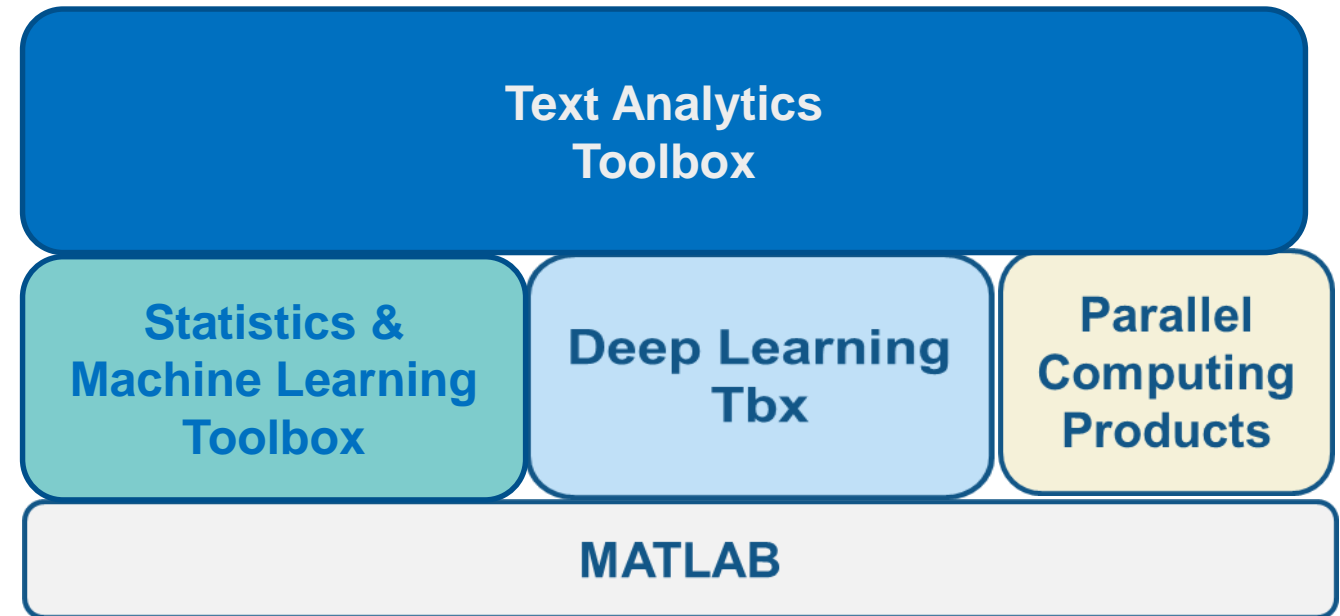 Text Analytics
Toolbox
Statistics &
Machine Learning
Toolbox
Deep Learning
Tbx
Parallel
Computing
Products
MATLAB